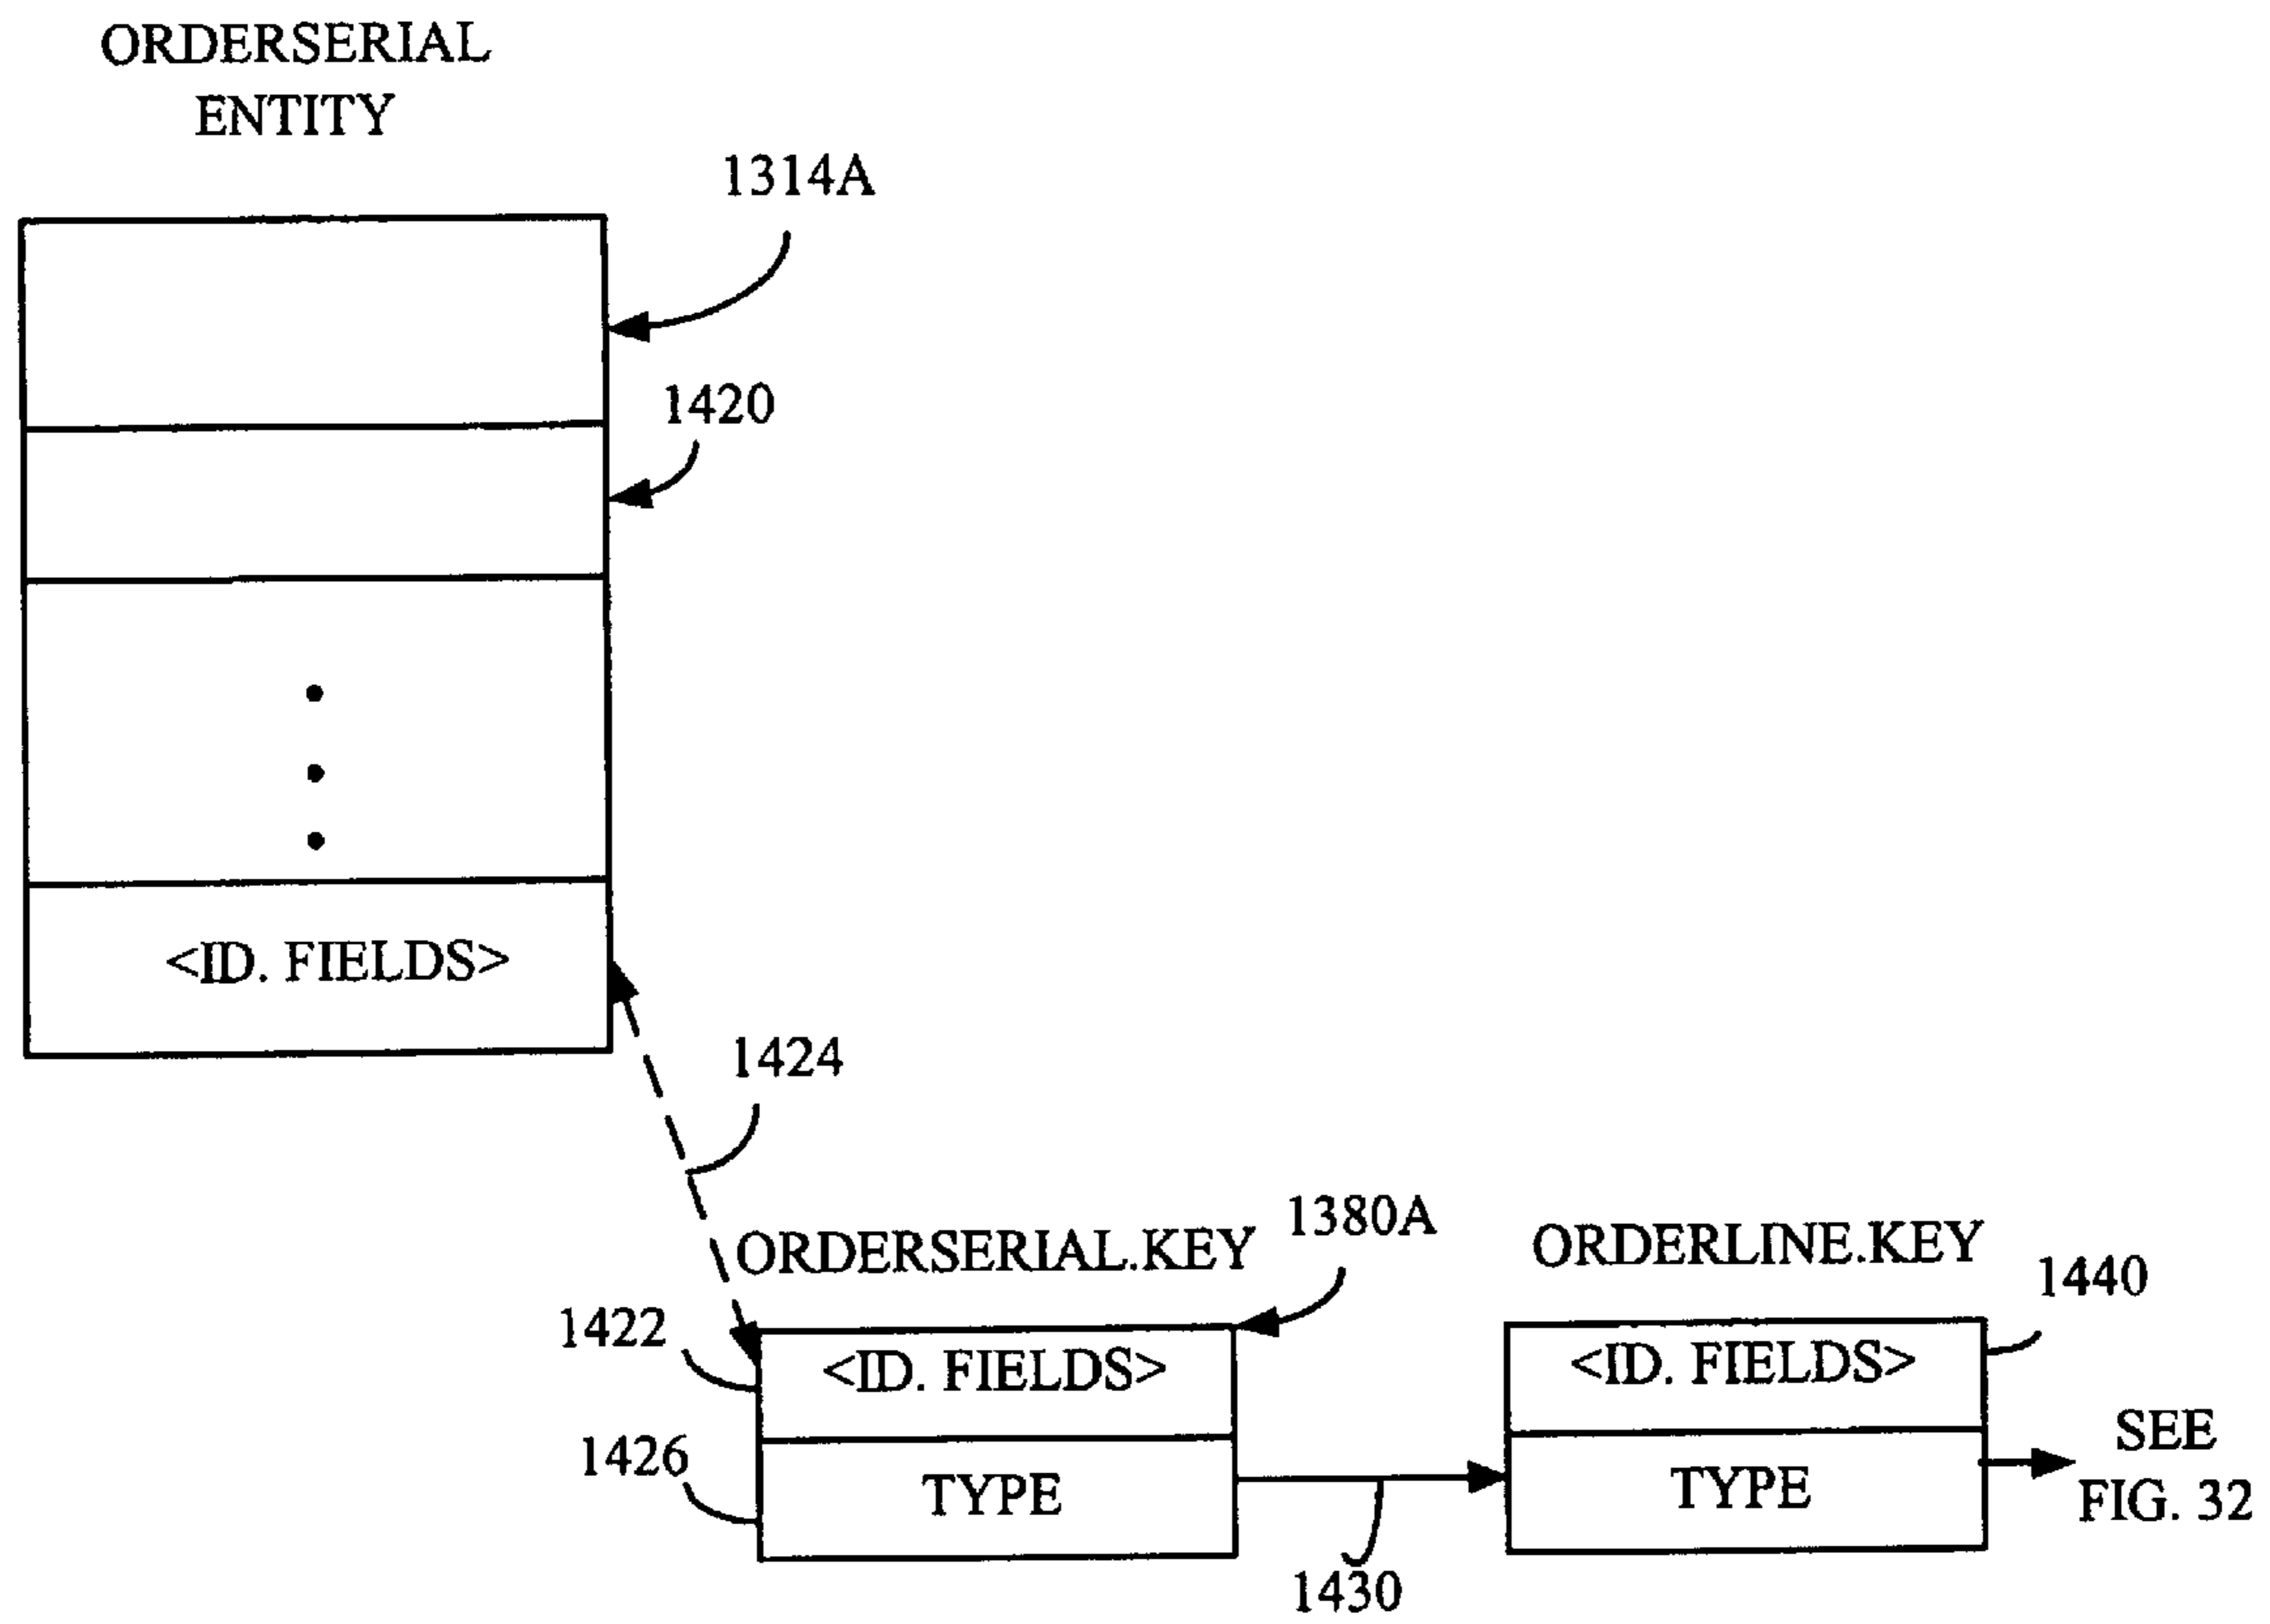 ORDERSERIAL
ENTITY
1314A
1420
<ID. FIELDS>
1424
ORDERSERIAL.KEY
1380A
ORDERLINE.KEY
1440
1422
<ID. FIELDS>
<ID. FIELDS>
1426
TYPE
TYPE
SEE
FIG. 32
1430